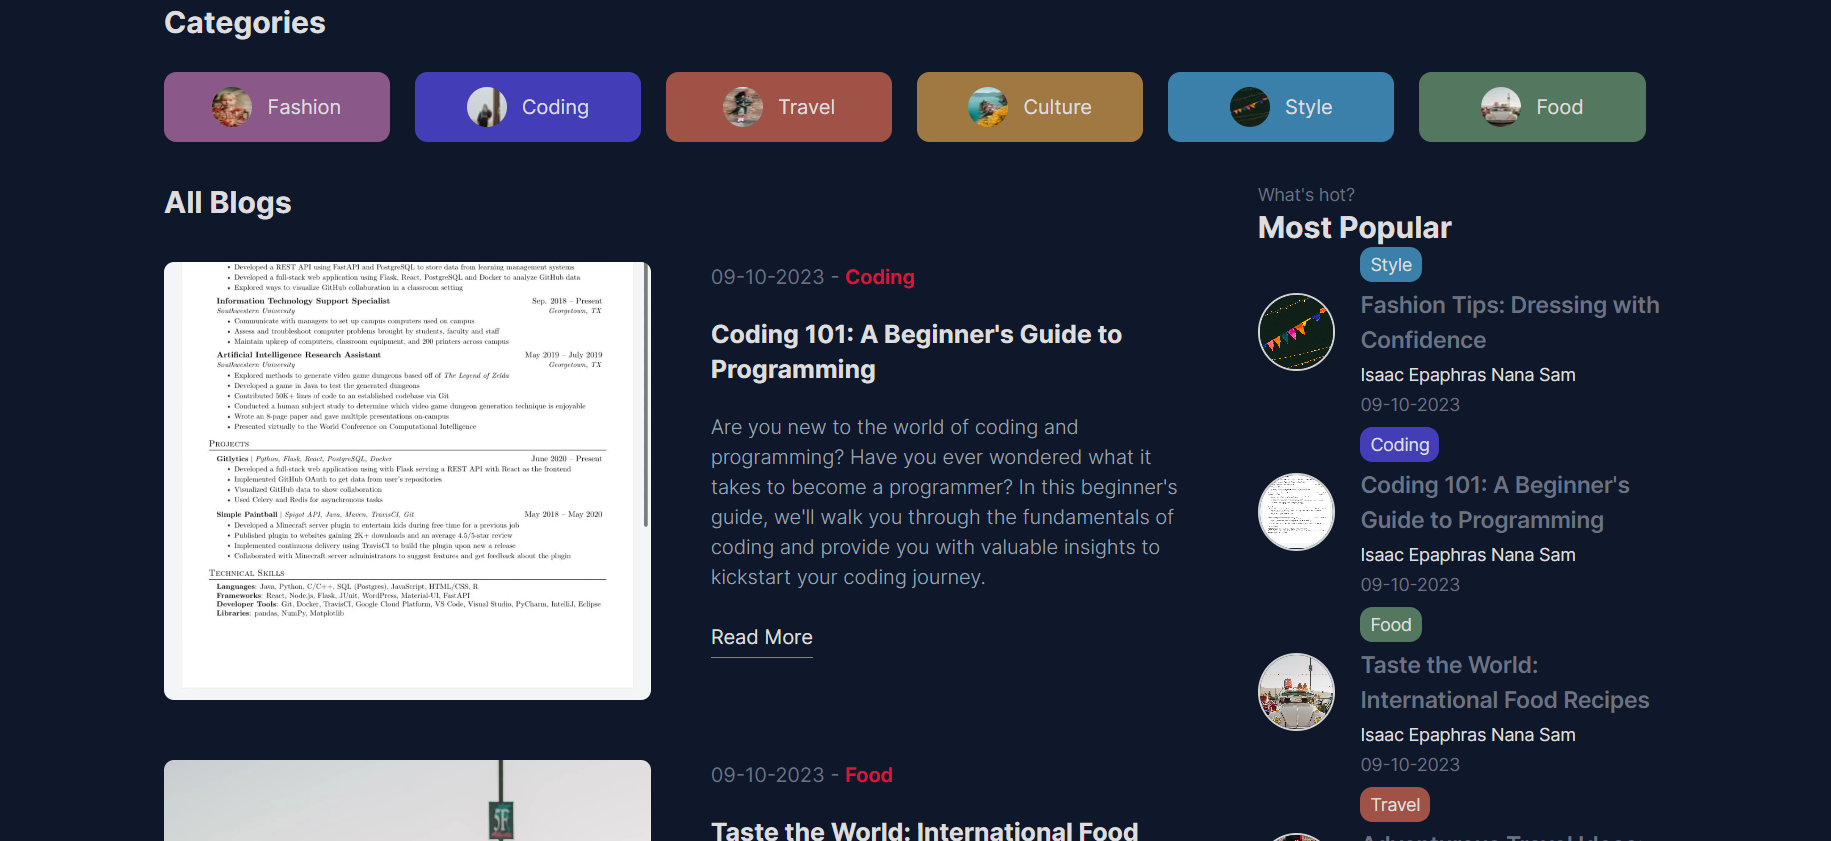 Categories
Fashion
Coding
Travel
Culture
Style
Food
All Blogs
• Developed a REST API using FastAPI and PostgreSQL to store data from learning management systems
• Developed a full-stack web application using Flask, React, PostgreSQL and Docker to analyze GitHub data
• Explored ways to visualize GitHub collaboration in a classroom setting
Information Technology Support Specialist Sep. 2018 – Present
Southwestern University Georgetown, TX
• Communicate with managers to set up campus computers used on campus
• Assess and troubleshoot computer problems brought by students, faculty and staff
• Maintain upkeep of computers, classroom equipment, and 200 printers across campus
Artificial Intelligence Research Assistant May 2019 – July 2019
Southwestern University Georgetown, TX
• Explored methods to generate video game dungeons based off of The Legend of Zelda
• Developed a game in Java to test the generated dungeons
• Contributed 50K+ lines of code to an established codebase via Git
• Conducted a human subject study to determine which video game dungeon generation technique is enjoyable
• Wrote an 8-page paper and gave multiple presentations on-campus
• Presented virtually to the World Conference on Computational Intelligence
Projects
Gitlytics | Python, Flask, React, PostgreSQL, Docker June 2020 – Present
• Developed a full-stack web application using with Flask serving a REST API with React as the frontend
• Implemented GitHub OAuth to get data from user's repositories
• Visualized GitHub data to show collaboration
• Used Celery and Redis for asynchronous tasks
Simple Paintball | Spigot API, Java, Maven, TravisCI, Git May 2018 – May 2020
• Developed a Minecraft server plugin to entertain kids during free time for a previous job
• Published plugin to websites gaining 2K+ downloads and an average 4.5/5-star review
• Implemented continuous delivery using TravisCI to build the plugin upon new a release
• Collaborated with Minecraft server administrators to suggest features and get feedback about the plugin
Technical Skills
Languages: Java, Python, C/C++, SQL (Postgres), JavaScript, HTML/CSS, R
Frameworks: React, Node.js, Flask, JUnit, WordPress, Material-UI, FastAPI
Developer Tools: Git, Docker, TravisCI, Google Cloud Platform, VS Code, Visual Studio, PyCharm, IntelliJ, Eclipse
Libraries: pandas, NumPy, Matplotlib
09-10-2023 - Coding
Coding 101: A Beginner's Guide to
Programming
Are you new to the world of coding and
programming? Have you ever wondered what it
takes to become a programmer? In this beginner's
guide, we'll walk you through the fundamentals of
coding and provide you with valuable insights to
kickstart your coding journey.
Read More
5F
09-10-2023 - Food
Taste the World: International Food
What's hot?
Most Popular
Style
Fashion Tips: Dressing with
Confidence
Isaac Epaphras Nana Sam
09-10-2023
Coding
Coding 101: A Beginner's
Guide to Programming
Isaac Epaphras Nana Sam
09-10-2023
Food
Taste the World:
International Food Recipes
Isaac Epaphras Nana Sam
09-10-2023
Travel
Adventurous Travel Ideas: